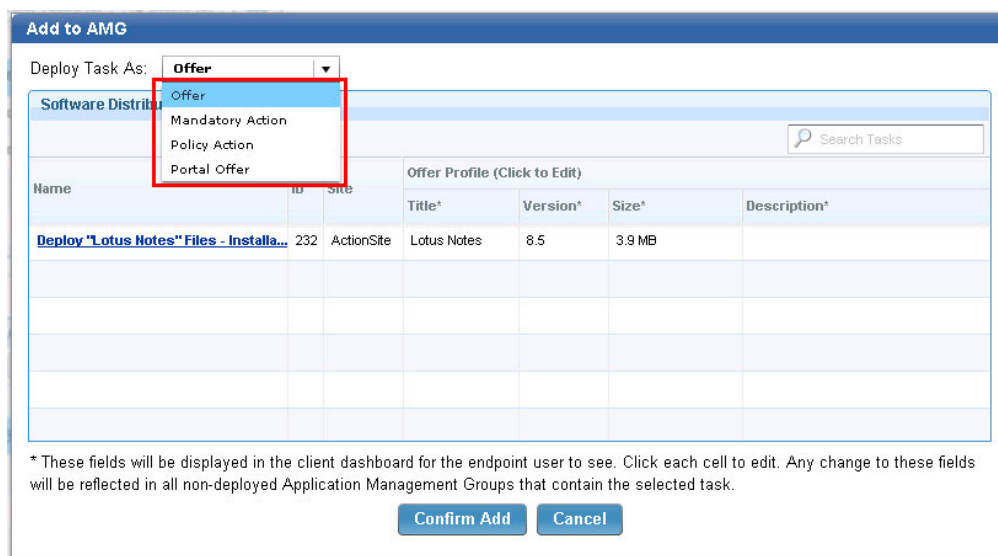 Add to AMG
Deploy Task As: Offer
Offer
Mandatory Action
Policy Action
Portal Offer
Software Distribu
Search Tasks
Name ID Site Offer Profile (Click to Edit)
Title* Version* Size* Description*
Deploy "Lotus Notes" Files - Installa... 232 ActionSite Lotus Notes 8.5 3.9 MB
* These fields will be displayed in the client dashboard for the endpoint user to see. Click each cell to edit. Any change to these fields
will be reflected in all non-deployed Application Management Groups that contain the selected task.
Confirm Add Cancel